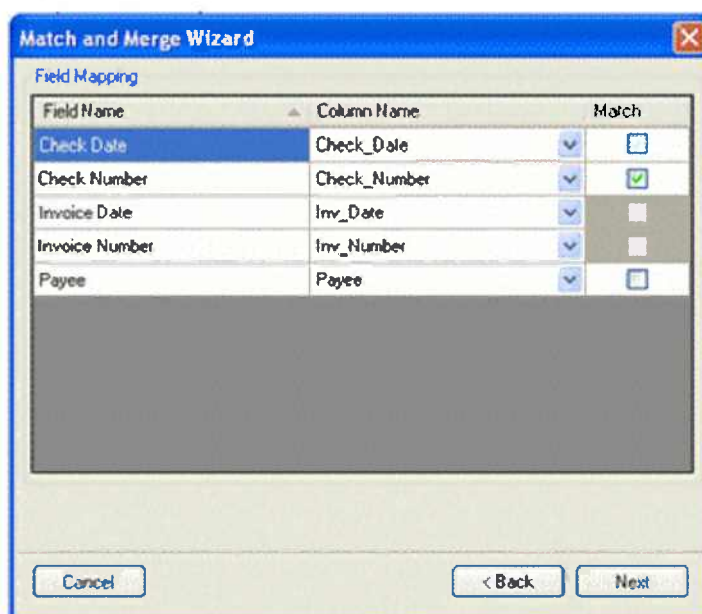 Match and Merge Wizard
Field Mapping
Field Name Column Name Match
Check Date Check_Date
Check Number Check_Number
Invoice Date Inv_Date
Invoice Number Inv_Number
Payee Payee
Cancel < Back Next